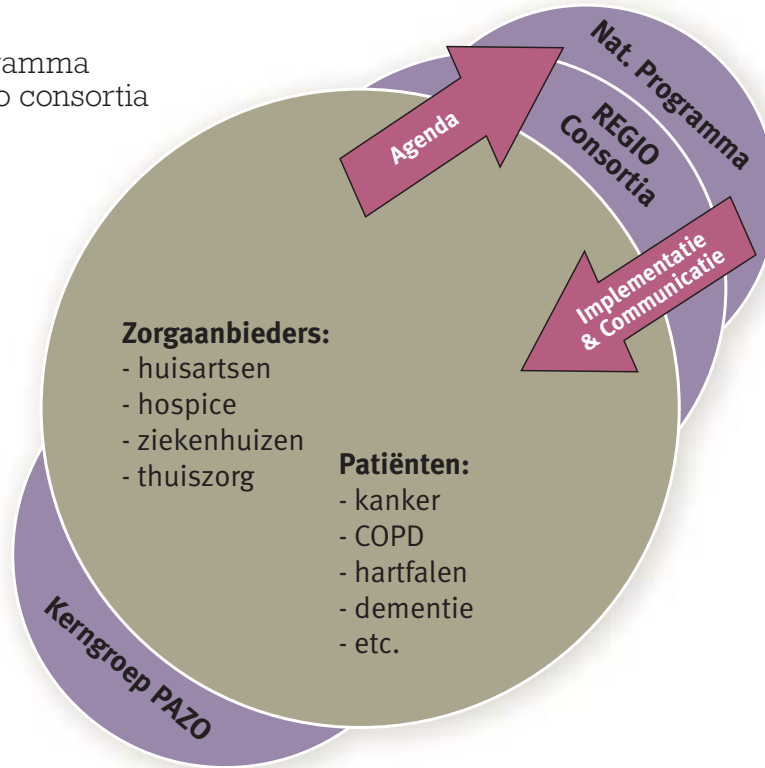 consortia
Nat. Programma
REGIO
Consortia
Agenda
Implementatie
& Communicatie
Zorgaanbieders:
- huisartsen
- hospice
- ziekenhuizen
- thuiszorg
Patiënten:
- kanker
- COPD
- hartfalen
- dementie
- etc.
Kerngroep PAZO